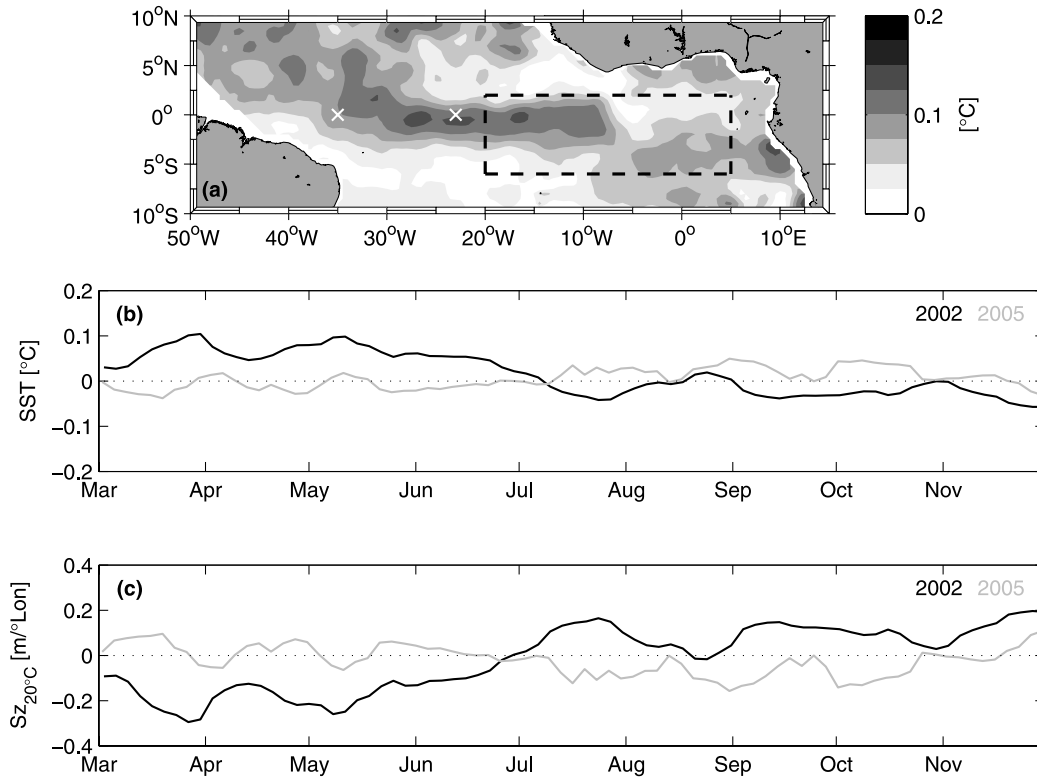 10°N
5°N
0°
5°S
10°S
(a)
50°W 40°W 30°W 20°W 10°W 0° 10°E
0.2
0.1
0
[°C]
(b)
2002 2005
0.2
0.1
0
−0.1
−0.2
SST [°C]
Mar Apr May Jun Jul Aug Sep Oct Nov
(c)
2002 2005
0.4
0.2
0
−0.2
−0.4
Sz20°C [m/°Lon]
Mar Apr May Jun Jul Aug Sep Oct Nov